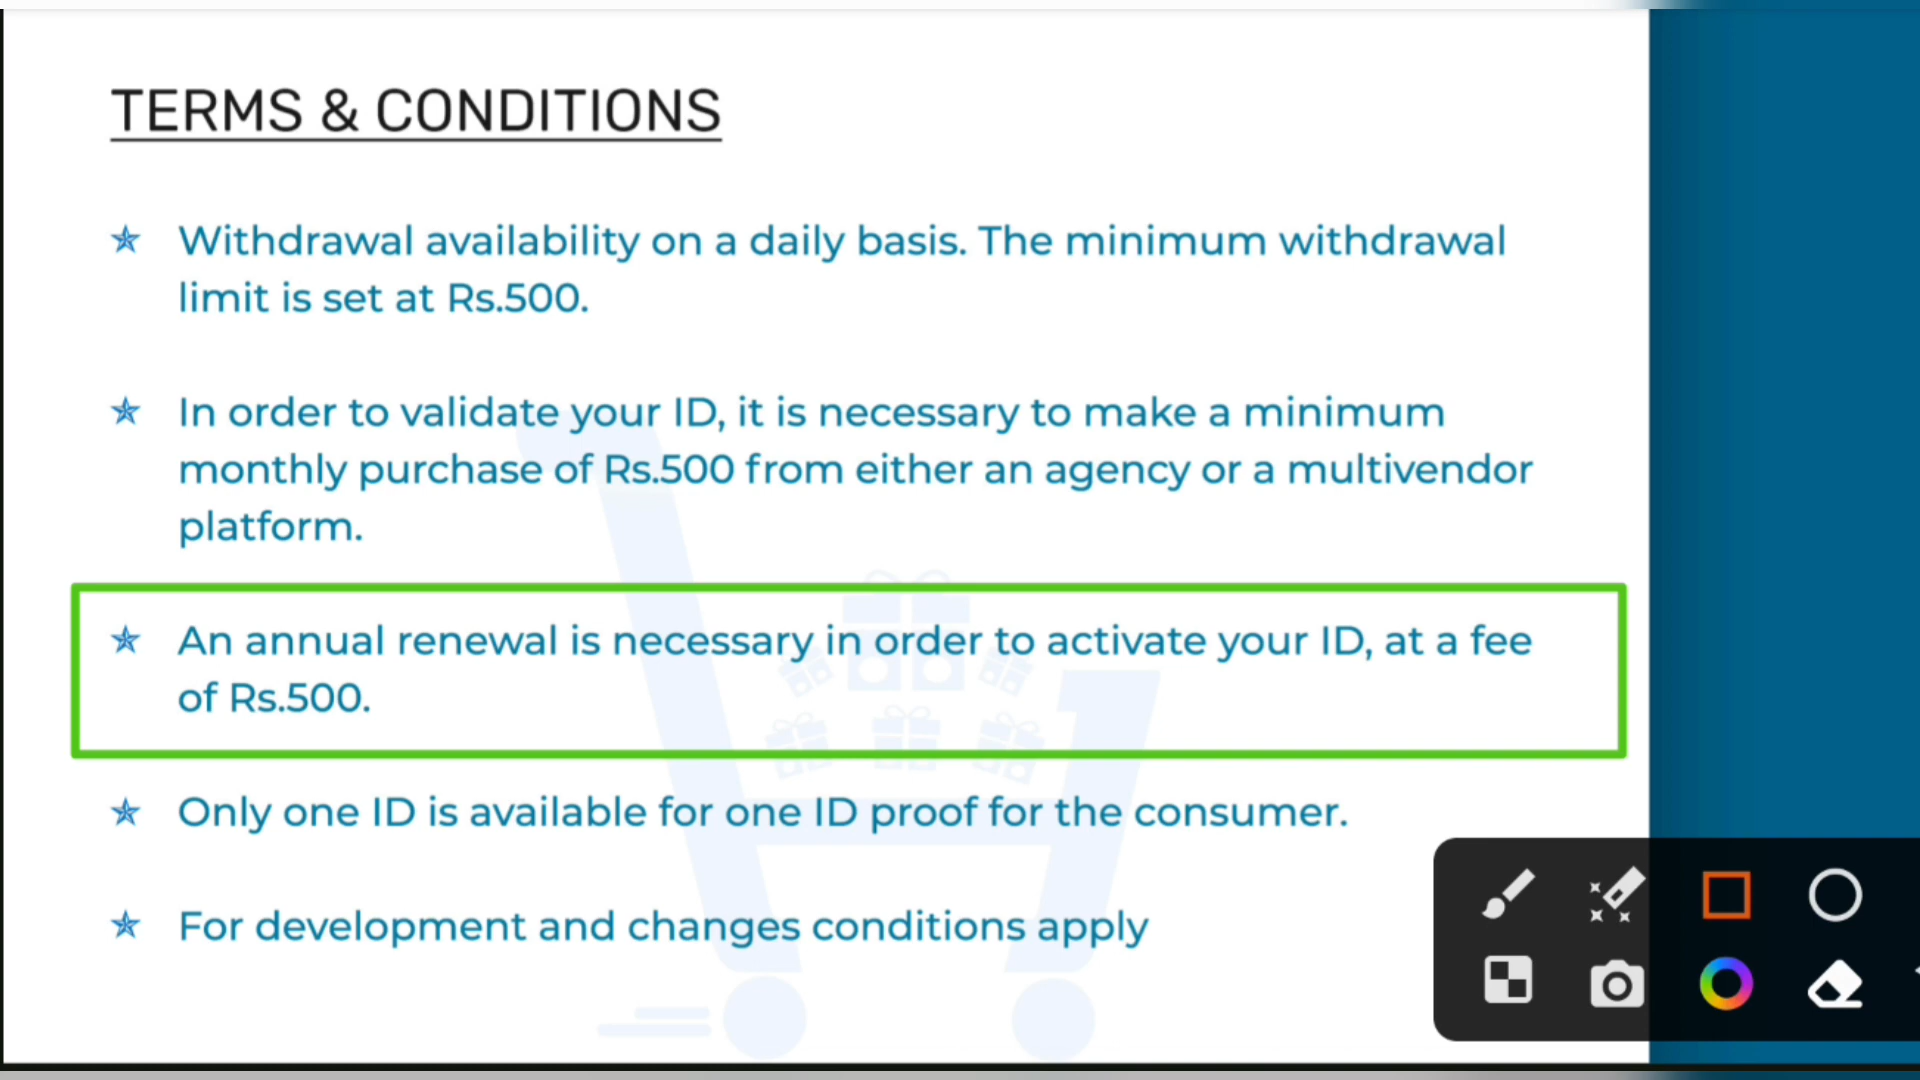 TERMS & CONDITIONS
Withdrawal availability on a daily basis. The minimum withdrawal
limit is set at Rs.500.
In order to validate your ID, it is necessary to make a minimum
monthly purchase of Rs.500 from either an agency or a multivendor
platform.
An annual renewal is necessary in order to activate your ID, at a fee
of Rs.500.
Only one ID is available for one ID proof for the consumer.
For development and changes conditions apply